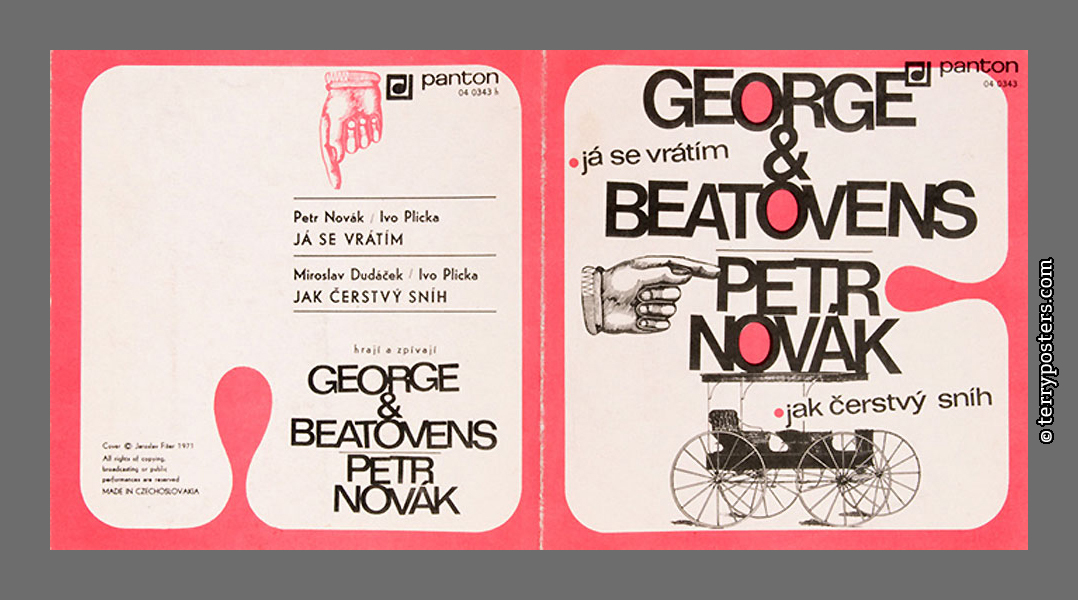 panton
04 0343 h
Petr Novák / Ivo Plicka
JÁ SE VRÁTÍM
Miroslav Dudáček / Ivo Plicka
JAK ČERSTVÝ SNÍH
hrají a zpívají
GEORGE
&
BEATOVENS
PETR
NOVÁK
Cover © Jaroslav Fišer 1971
All rights of copying,
broadcasting or public
performances are reserved
MADE IN CZECHOSLOVAKIA
panton
04 0343
GEORGE
&
já se vrátím
BEATOVENS
PETR
NOVÁK
jak čerstvý sníh
© terryposters.com